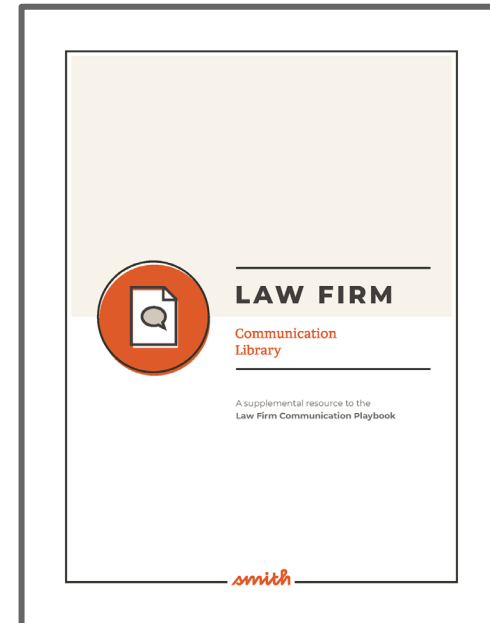 LAW FIRM
Communication
Library
A supplemental resource to the
Law Firm Communication Playbook
smith